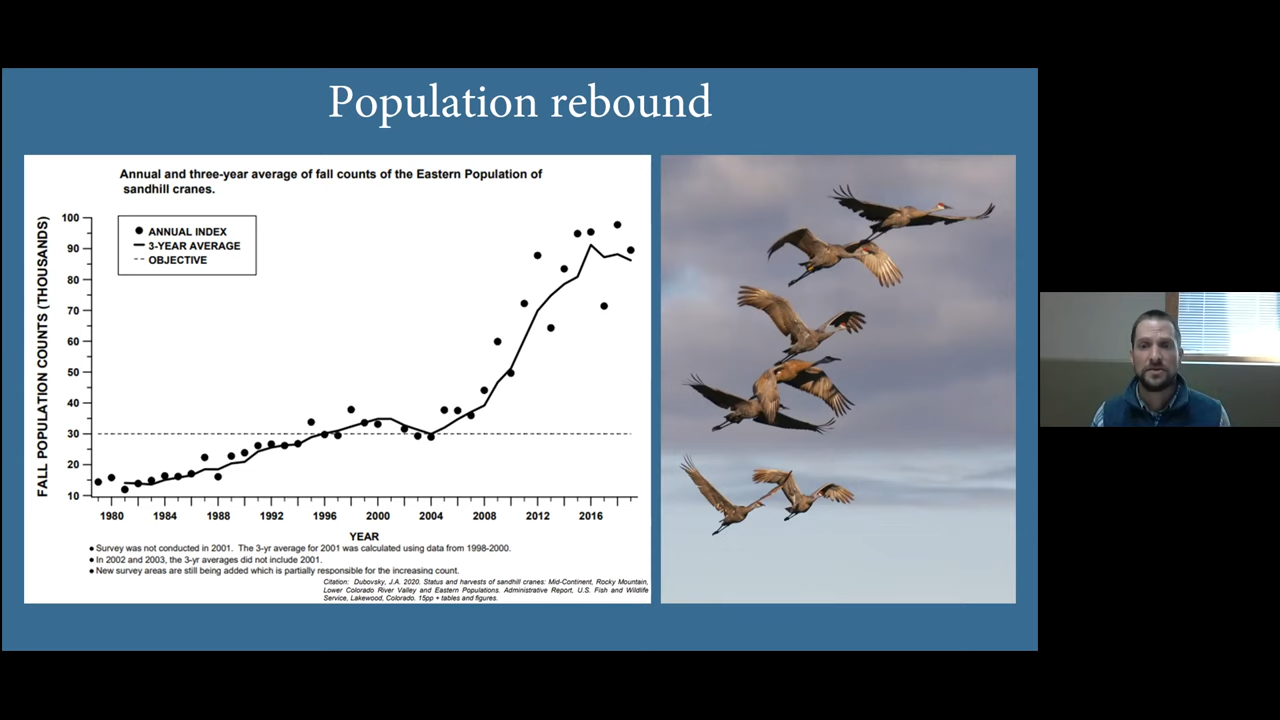 Population rebound
Annual and three-year average of fall counts of the Eastern Population of
sandhill cranes.
FALL POPULATION COUNTS (THOUSANDS)
100
90
80
70
60
50
40
30
20
10
ANNUAL INDEX
3-YEAR AVERAGE
OBJECTIVE
1980 1984 1988 1992 1996 2000 2004 2008 2012 2016
YEAR
● Survey was not conducted in 2001. The 3-yr average for 2001 was calculated using data from 1998-2000.
● In 2002 and 2003, the 3-yr averages did not include 2001.
● New survey areas are still being added which is partially responsible for the increasing count.
Citation: Dubovsky, J.A. 2020. Status and harvests of sandhill cranes: Mid-Continent, Rocky Mountain,
Lower Colorado River Valley and Eastern Populations. Administrative Report, U.S. Fish and Wildlife
Service, Lakewood, Colorado. 15pp + tables and figures.